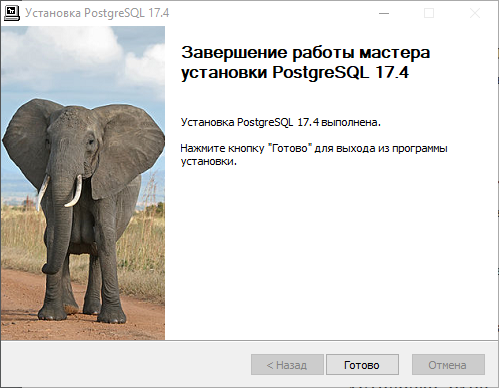 Установка PostgreSQL 17.4
Завершение работы мастера
установки PostgreSQL 17.4
Установка PostgreSQL 17.4 выполнена.
Нажмите кнопку "Готово" для выхода из программы
установки.
< Назад
Готово
Отмена